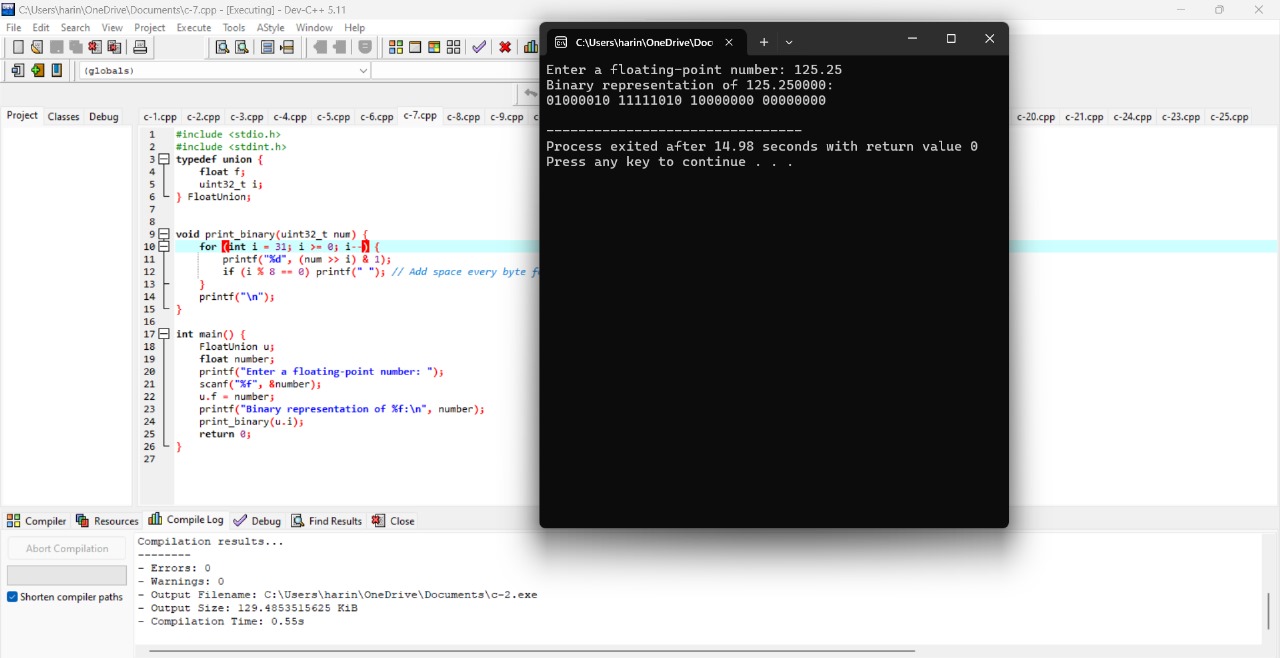 C:\Users\harin\OneDrive\Documents\c-7.cpp - [Executing] - Dev-C++ 5.11
File Edit Search View Project Execute Tools AStyle Window Help
(globals)
Project Classes Debug
c-1.cpp c-2.cpp c-3.cpp c-4.cpp c-5.cpp c-6.cpp c-7.cpp c-8.cpp c-9.cpp c c-20.cpp c-21.cpp c-24.cpp c-23.cpp c-25.cpp
1 #include <stdio.h>
2 #include <stdint.h>
3 typedef union {
4 float f;
5 uint32_t i;
6 } FloatUnion;
7
8
9 void print_binary(uint32_t num) {
10 for (int i = 31; i >= 0; i--) {
11 printf("%d", (num >> i) & 1);
12 if (i % 8 == 0) printf(" "); // Add space every byte f
13 }
14 printf("\n");
15 }
16
17 int main() {
18 FloatUnion u;
19 float number;
20 printf("Enter a floating-point number: ");
21 scanf("%f", &number);
22 u.f = number;
23 printf("Binary representation of %f:\n", number);
24 print_binary(u.i);
25 return 0;
26 }
27
C:\Users\harin\OneDrive\Doc
Enter a floating-point number: 125.25
Binary representation of 125.250000:
01000010 11111010 10000000 00000000
--------------------------------
Process exited after 14.98 seconds with return value 0
Press any key to continue . . .
Compiler Resources Compile Log Debug Find Results Close
Abort Compilation
Shorten compiler paths
Compilation results...
--------
- Errors: 0
- Warnings: 0
- Output Filename: C:\Users\harin\OneDrive\Documents\c-2.exe
- Output Size: 129.4853515625 KiB
- Compilation Time: 0.55s